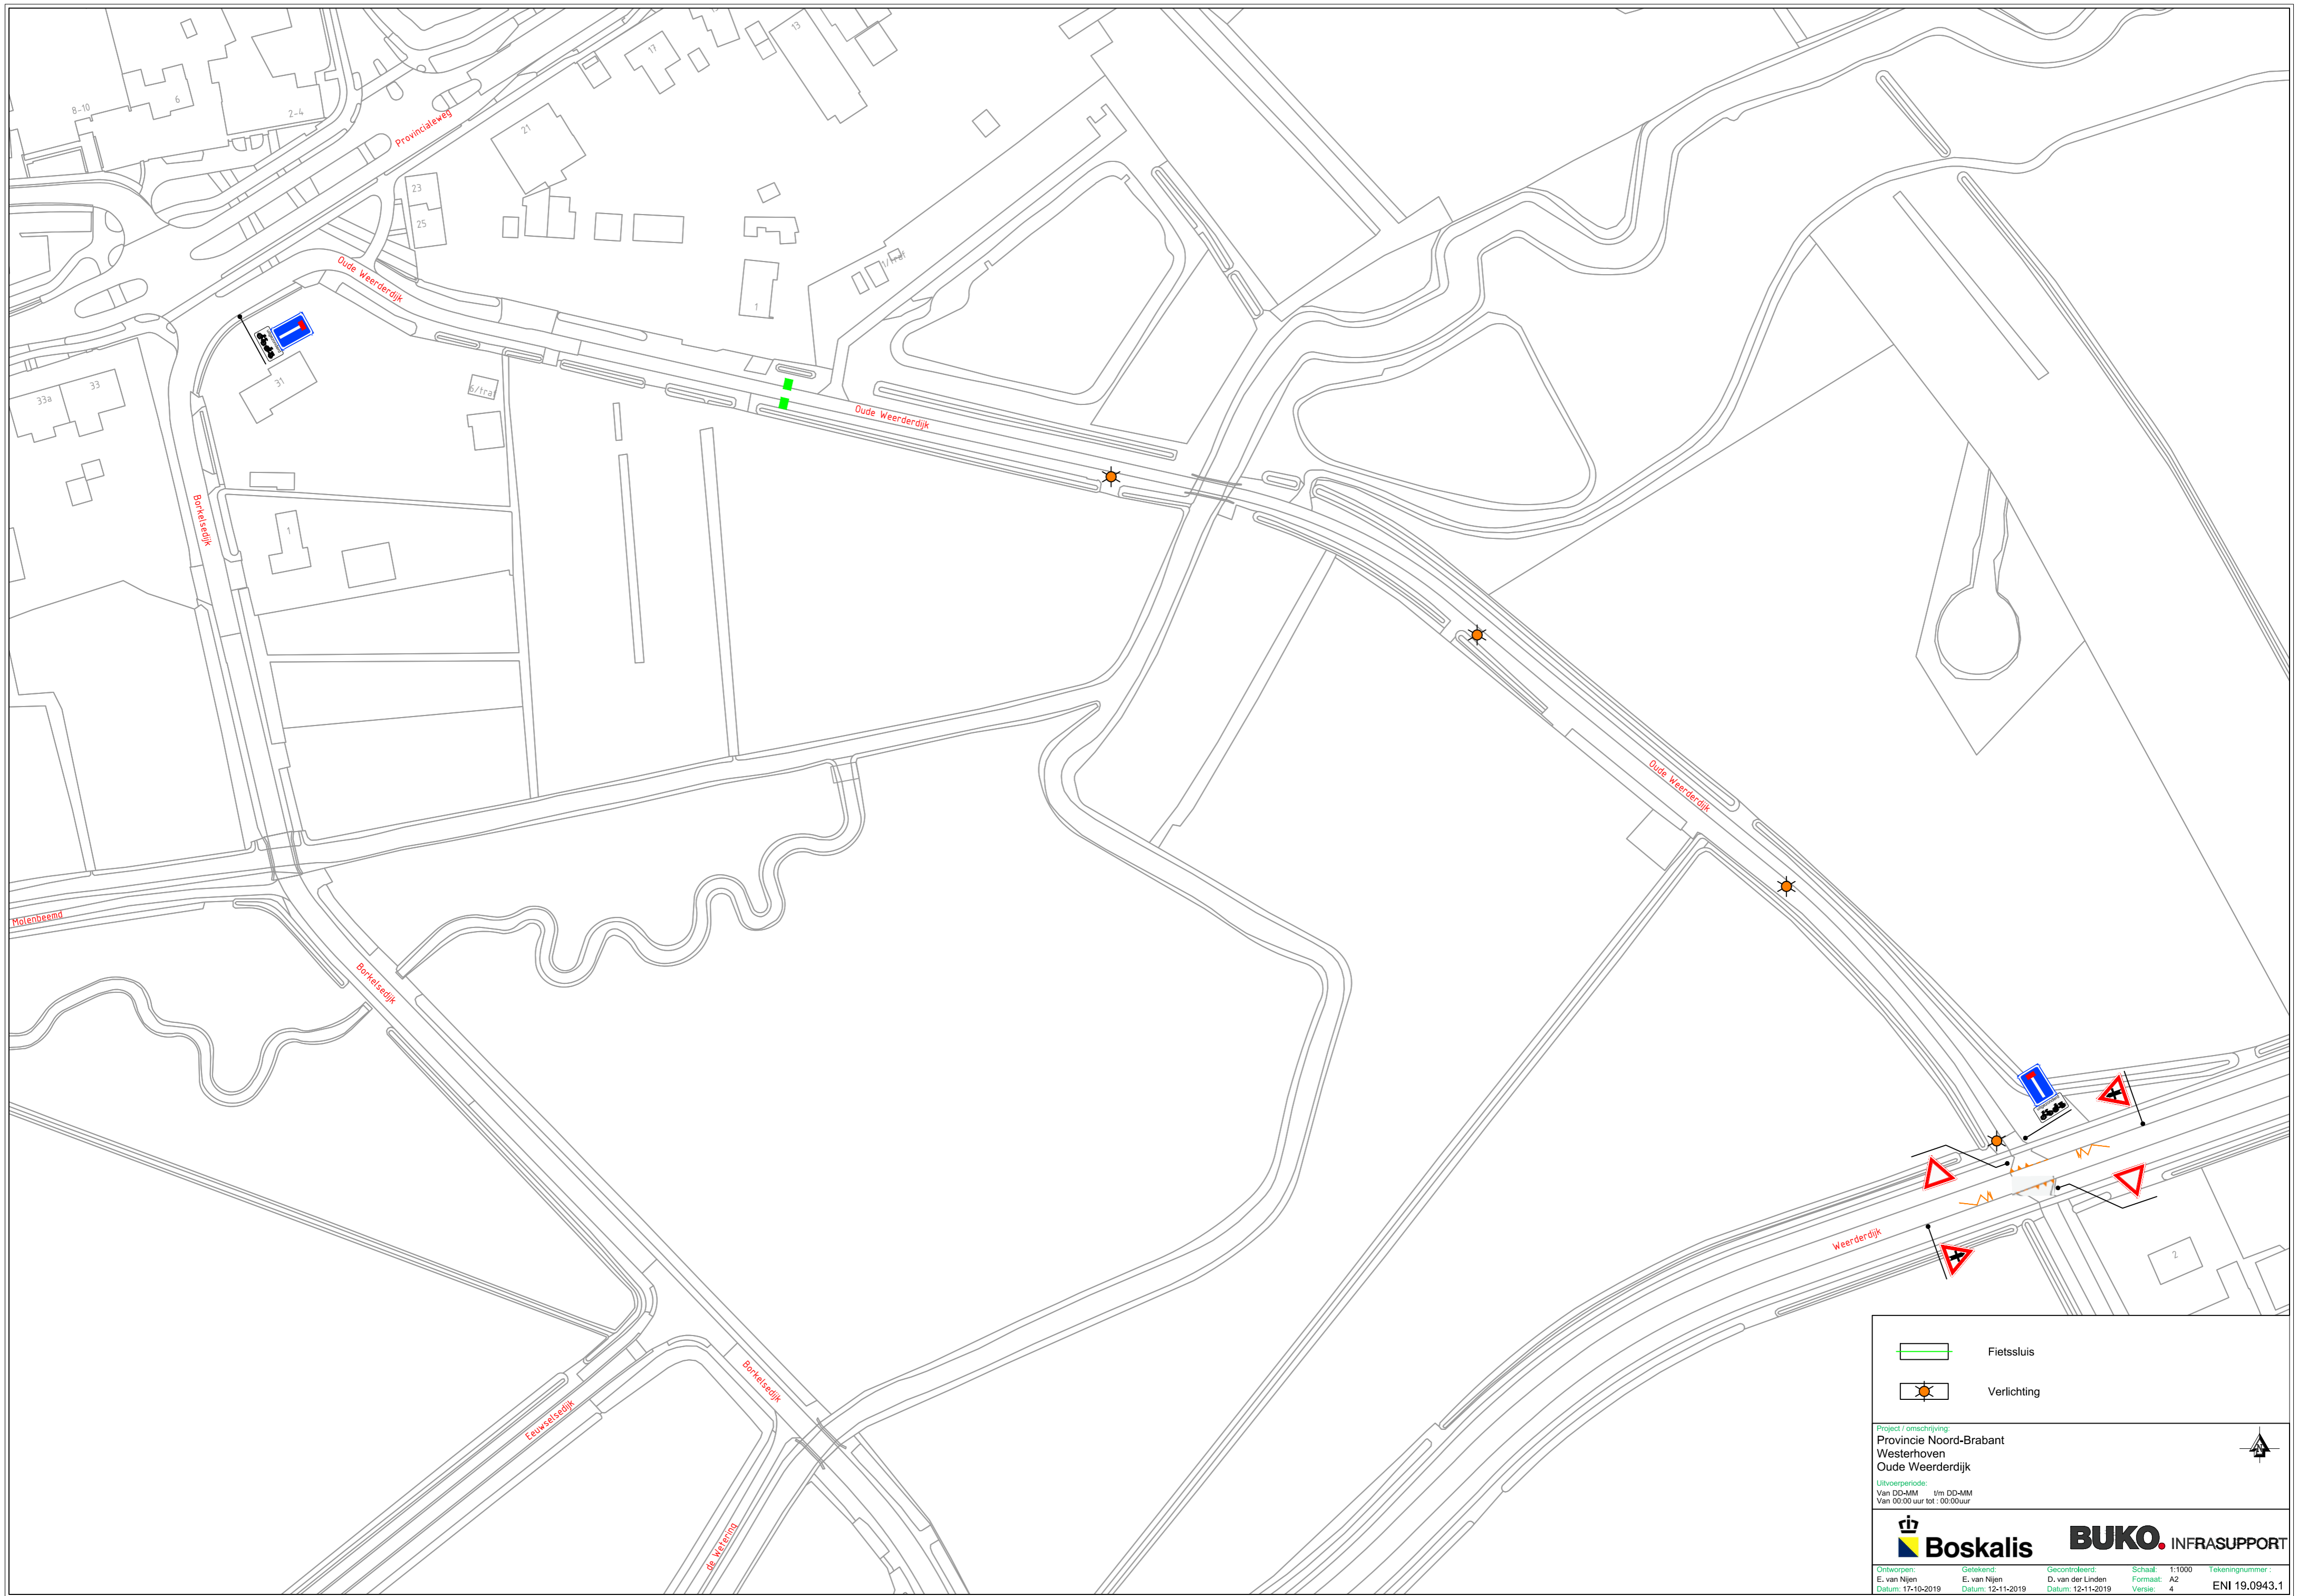 8-10
6
2-4
Provincialeweg
17
13
21
23
25
Oude Weerderdijk
1/traf
1
31
33
33a
6/traf
Oude Weerderdijk
Borkelsedijk
1
Oude Weerderdijk
Molenbeemd
Borkelsedijk
Weerderdijk
2
Borkelsedijk
Eeuwselsedijk
de Wetering
Fietssluis
Verlichting
Project / omschrijving:
Provincie Noord-Brabant
Westerhoven
Oude Weerderdijk
Uitvoerperiode:
Van DD-MM t/m DD-MM
Van 00:00 uur tot : 00:00uur
Boskalis
BUKO. INFRASUPPORT
Ontworpen: Getekend: Gecontroleerd: Schaal: 1:1000 Tekeningnummer :
E. van Nijen E. van Nijen D. van der Linden Formaat: A2
Datum: 17-10-2019 Datum: 12-11-2019 Datum: 12-11-2019 Versie: 4 ENI 19.0943.1